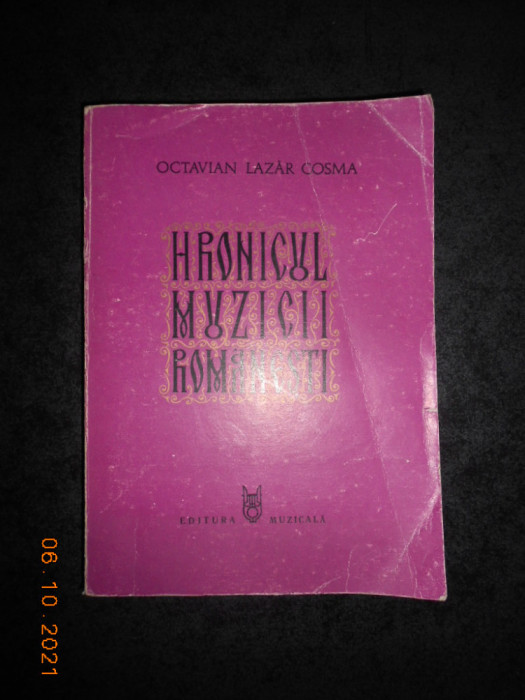 OCTAVIAN LAZĂR COSMA
HRONICUL
MUZICII
ROMÂNEȘTI
EDITURA MUZICALĂ
06.10.2021